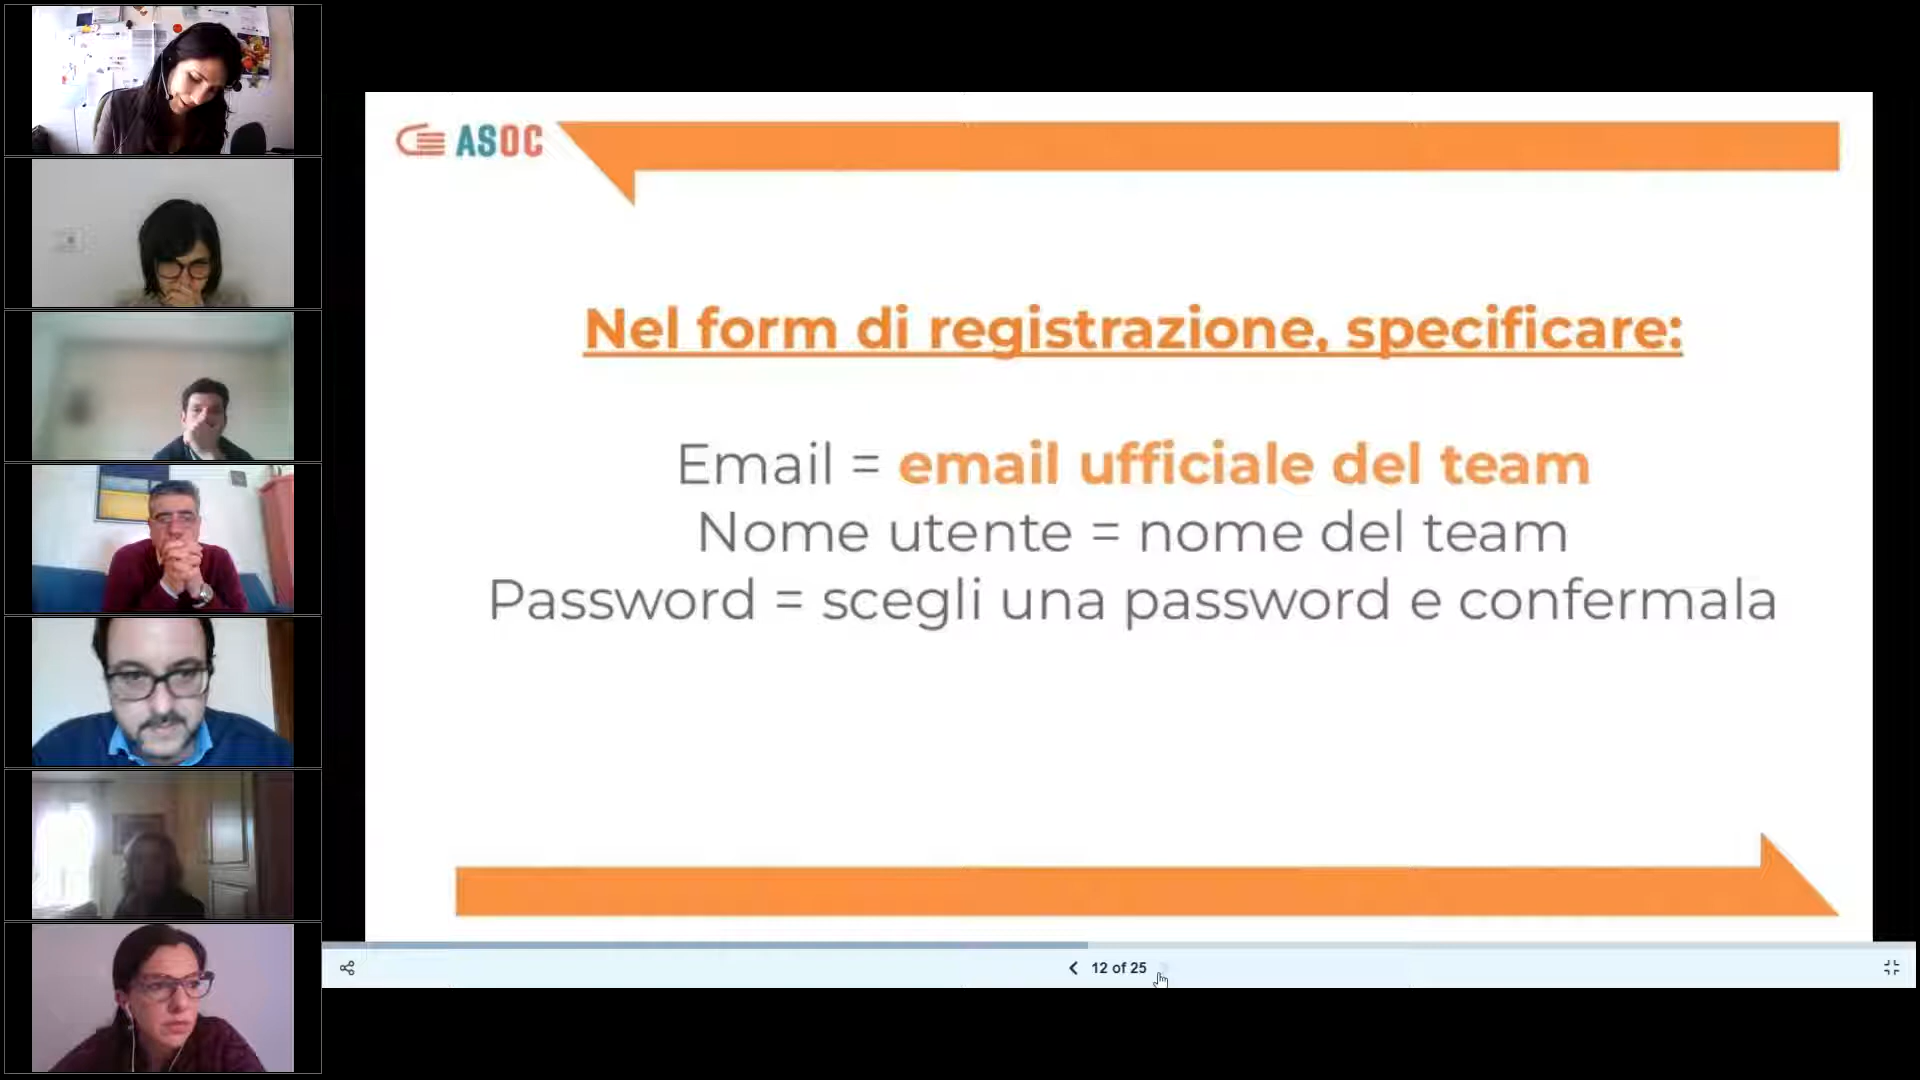 ASOC
Nel form di registrazione, specificare:
Email = email ufficiale del team
Nome utente = nome del team
Password = scegli una password e confermala
12 of 25